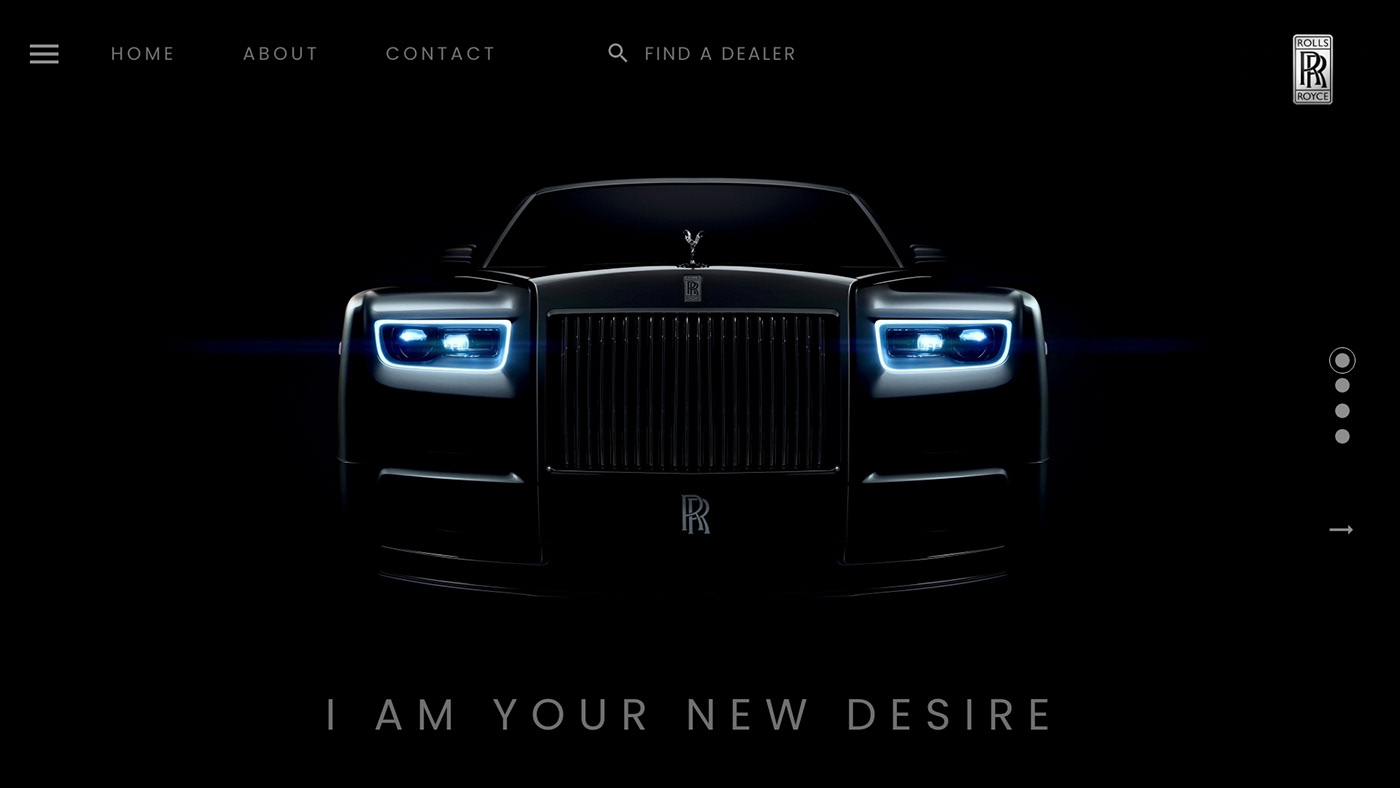 HOME ABOUT CONTACT FIND A DEALER
ROLLS
RR
ROYCE
RR
RR
I AM YOUR NEW DESIRE